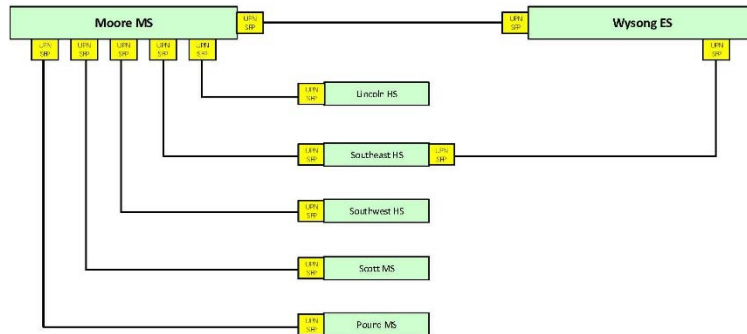 Moore MS
UPN
SFP
Wysong ES
UPN
SFP
UPN
SFP
UPN
SFP
UPN
SFP
UPN
SFP
UPN
SFP
UPN
SFP
UPN
SFP
Lincoln HS
UPN
SFP
Southeast HS
UPN
SFP
UPN
SFP
Southwest HS
UPN
SFP
Scott MS
UPN
SFP
Pound MS